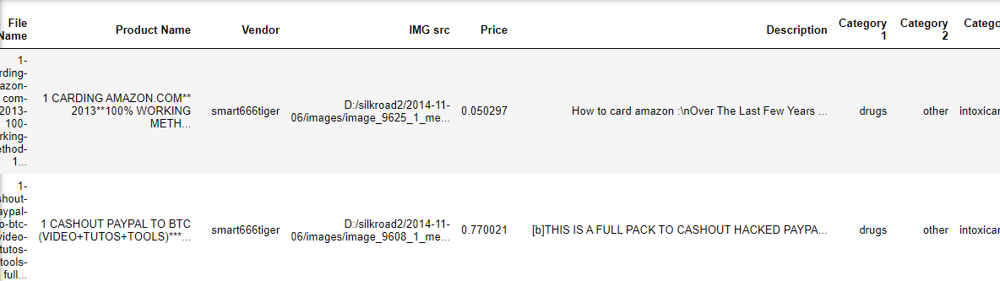 File
Name
Product Name
Vendor
IMG src
Price
Description
Category
1
Category
2
Catego
1-
rding-
azon-
com-
2013-
100-
rking-
ethod-
1...
1 CARDING AMAZON.COM**
2013**100% WORKING
METH...
smart666tiger
D:/silkroad2/2014-11-
06/images/image_9625_1_me...
0.050297
How to card amazon :\nOver The Last Few Years ...
drugs
other
intoxicar
1-
shout-
aypal-
o-btc-
video-
tutos-
tools-
full...
1 CASHOUT PAYPAL TO BTC
(VIDEO+TUTOS+TOOLS)***...
smart666tiger
D:/silkroad2/2014-11-
06/images/image_9608_1_me...
0.770021
[b]THIS IS A FULL PACK TO CASHOUT HACKED PAYPA...
drugs
other
intoxicar